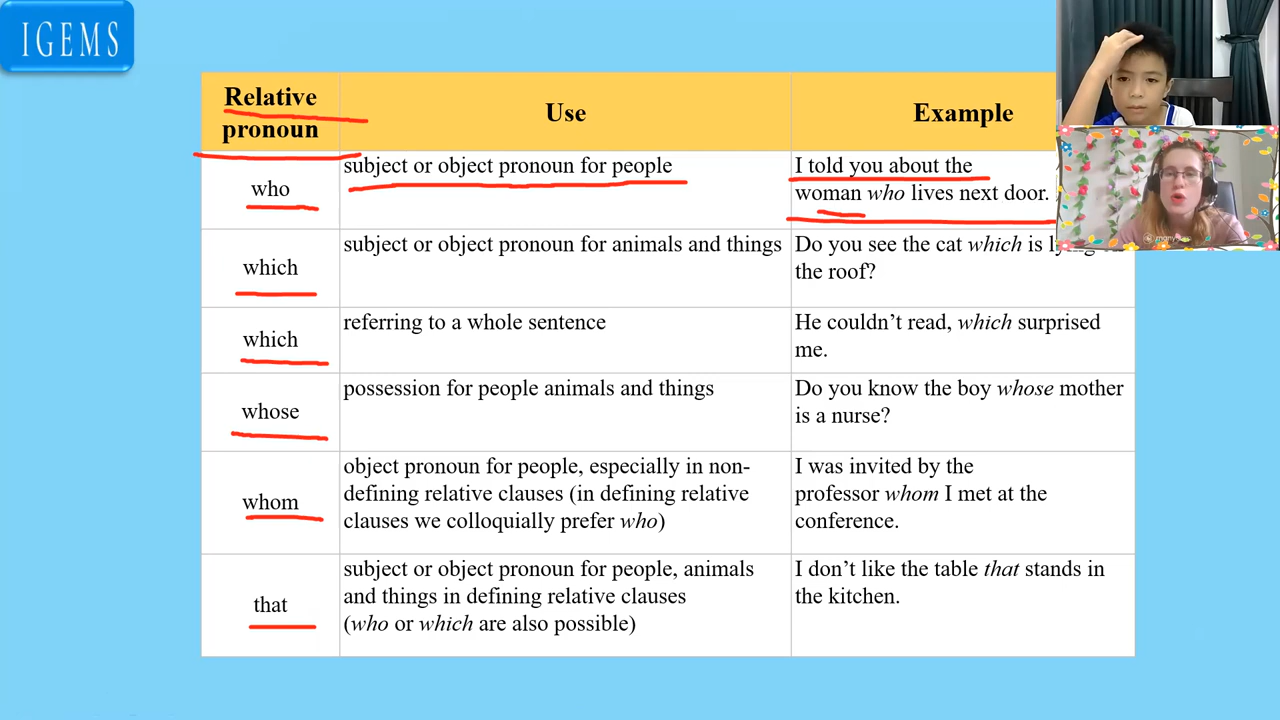 IGEMS
Relative
pronoun
Use
Example
who
subject or object pronoun for people
I told you about the
woman who lives next door.
which
subject or object pronoun for animals and things
Do you see the cat which is lying on
the roof?
which
referring to a whole sentence
He couldn’t read, which surprised
me.
whose
possession for people animals and things
Do you know the boy whose mother
is a nurse?
whom
object pronoun for people, especially in non-
defining relative clauses (in defining relative
clauses we colloquially prefer who)
I was invited by the
professor whom I met at the
conference.
that
subject or object pronoun for people, animals
and things in defining relative clauses
(who or which are also possible)
I don’t like the table that stands in
the kitchen.